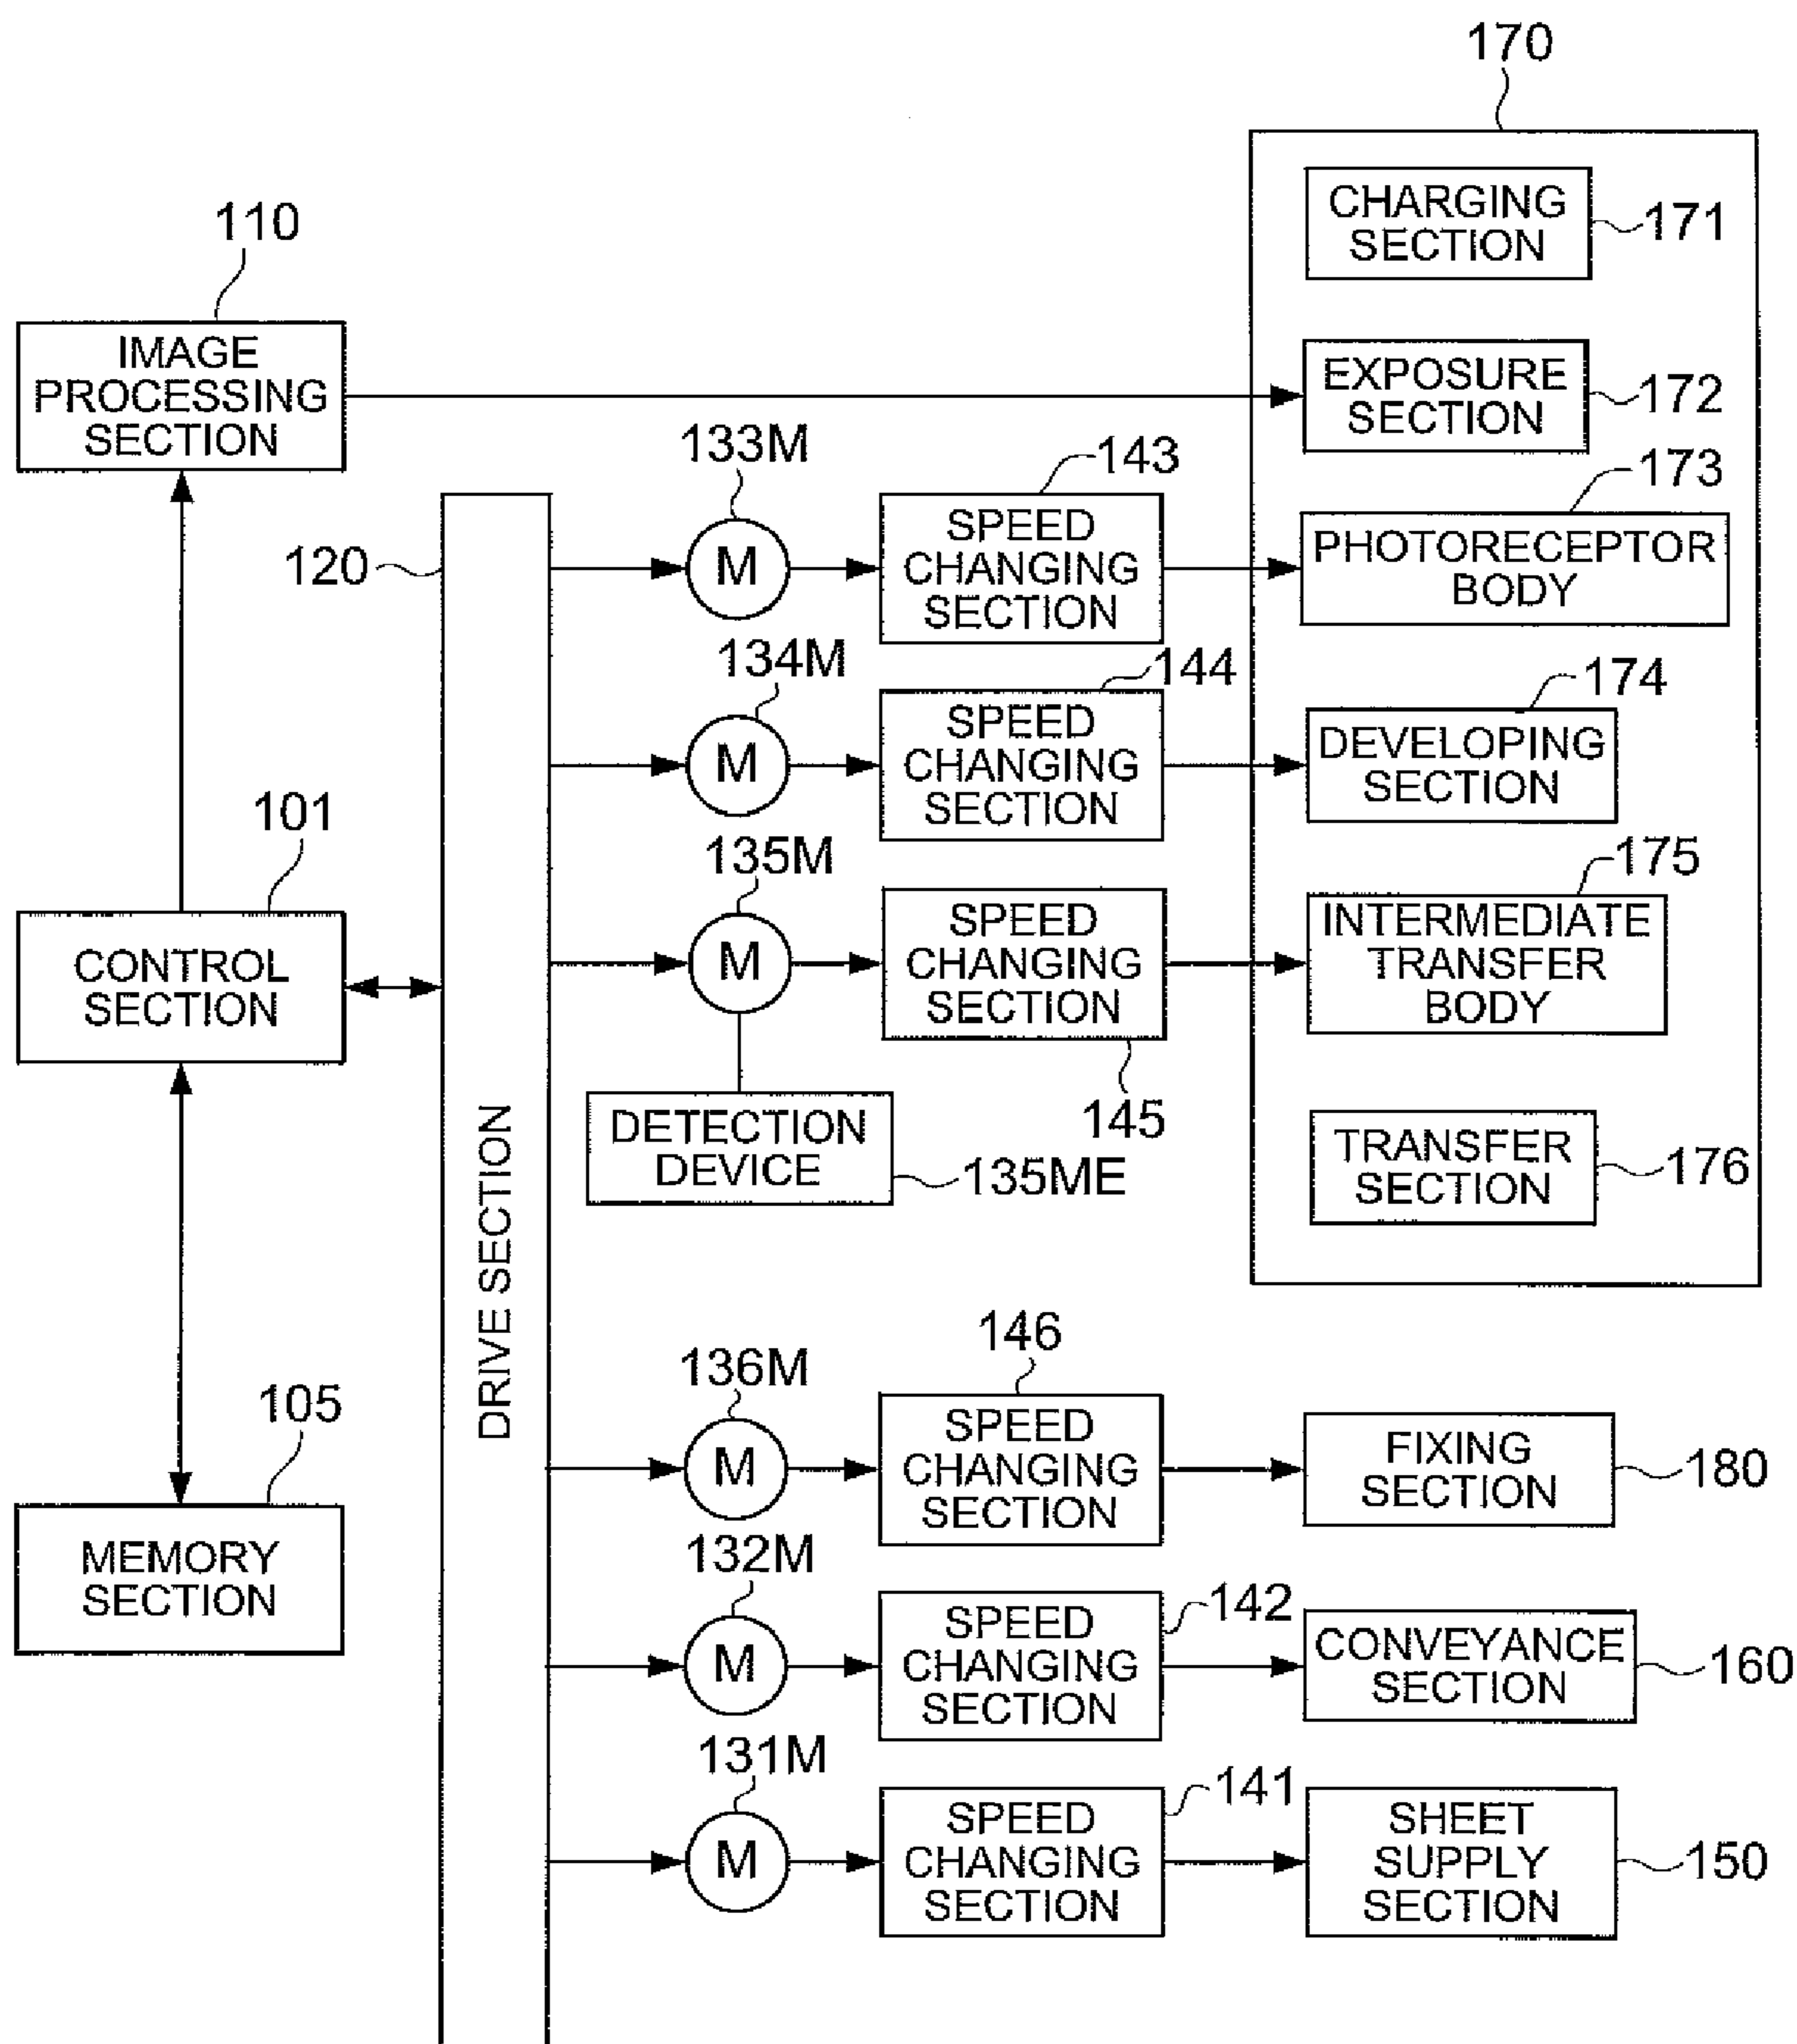 170
CHARGING
SECTION
171
110
IMAGE
PROCESSING
SECTION
EXPOSURE
SECTION
172
133M
143
173
120
M
SPEED
CHANGING
SECTION
PHOTORECEPTOR
BODY
134M
144
174
M
SPEED
CHANGING
SECTION
DEVELOPING
SECTION
101
135M
175
CONTROL
SECTION
M
SPEED
CHANGING
SECTION
INTERMEDIATE
TRANSFER
BODY
145
DETECTION
DEVICE
135ME
TRANSFER
SECTION
176
DRIVE SECTION
146
136M
105
M
SPEED
CHANGING
SECTION
FIXING
SECTION
180
MEMORY
SECTION
132M
142
M
SPEED
CHANGING
SECTION
CONVEYANCE
SECTION
160
131M
141
M
SPEED
CHANGING
SECTION
SHEET
SUPPLY
SECTION
150